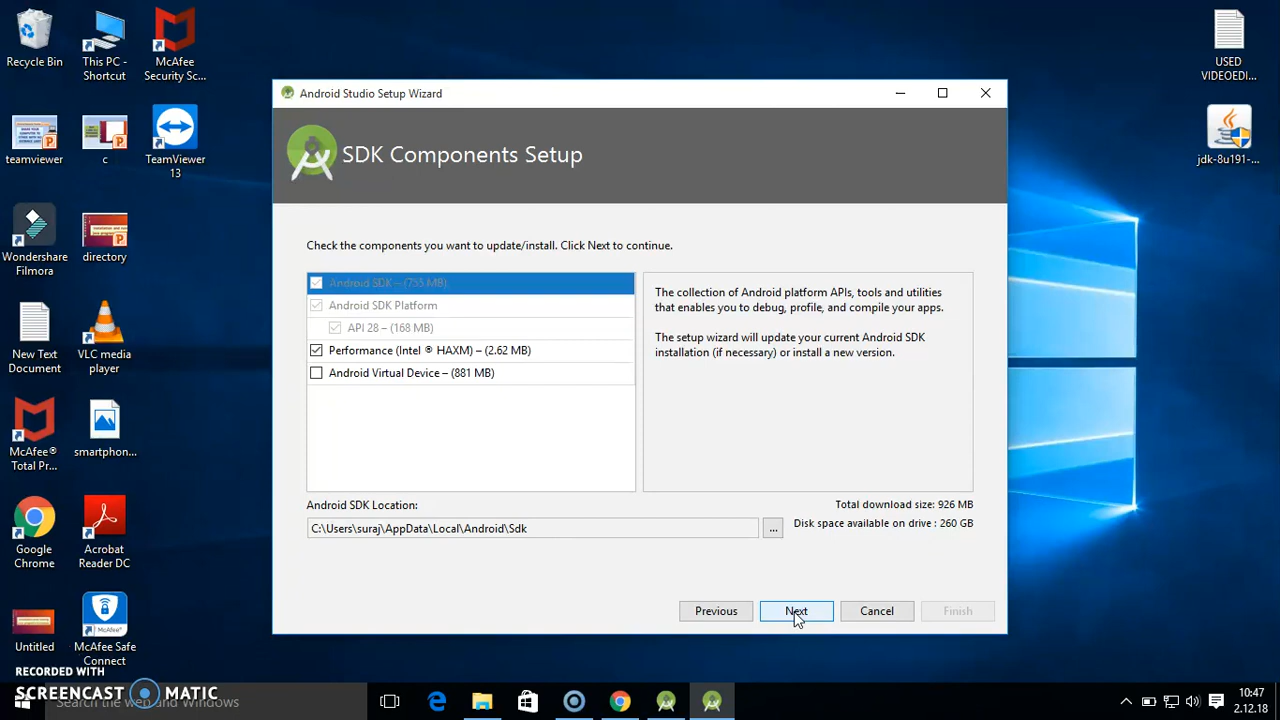 Recycle Bin
This PC -
Shortcut
McAfee
Security Sc...
USED
VIDEOEDI...
teamviewer
c
TeamViewer
13
jdk-8u191-...
Wondershare
Filmora
directory
New Text
Document
VLC media
player
McAfee®
Total Pr...
smartphon...
Google
Chrome
Acrobat
Reader DC
Untitled
McAfee Safe
Connect
Android Studio Setup Wizard
SDK Components Setup
Check the components you want to update/install. Click Next to continue.
Android SDK – (755 MB)
Android SDK Platform
API 28 – (168 MB)
Performance (Intel ® HAXM) – (2.62 MB)
Android Virtual Device – (881 MB)
The collection of Android platform APIs, tools and utilities
that enables you to debug, profile, and compile your apps.
The setup wizard will update your current Android SDK
installation (if necessary) or install a new version.
Android SDK Location:
Total download size: 926 MB
C:\Users\suraj\AppData\Local\Android\Sdk
...
Disk space available on drive : 260 GB
Previous
Next
Cancel
Finish
RECORDED WITH
SCREENCAST MATIC
Search the web and Windows
10:47
2.12.18